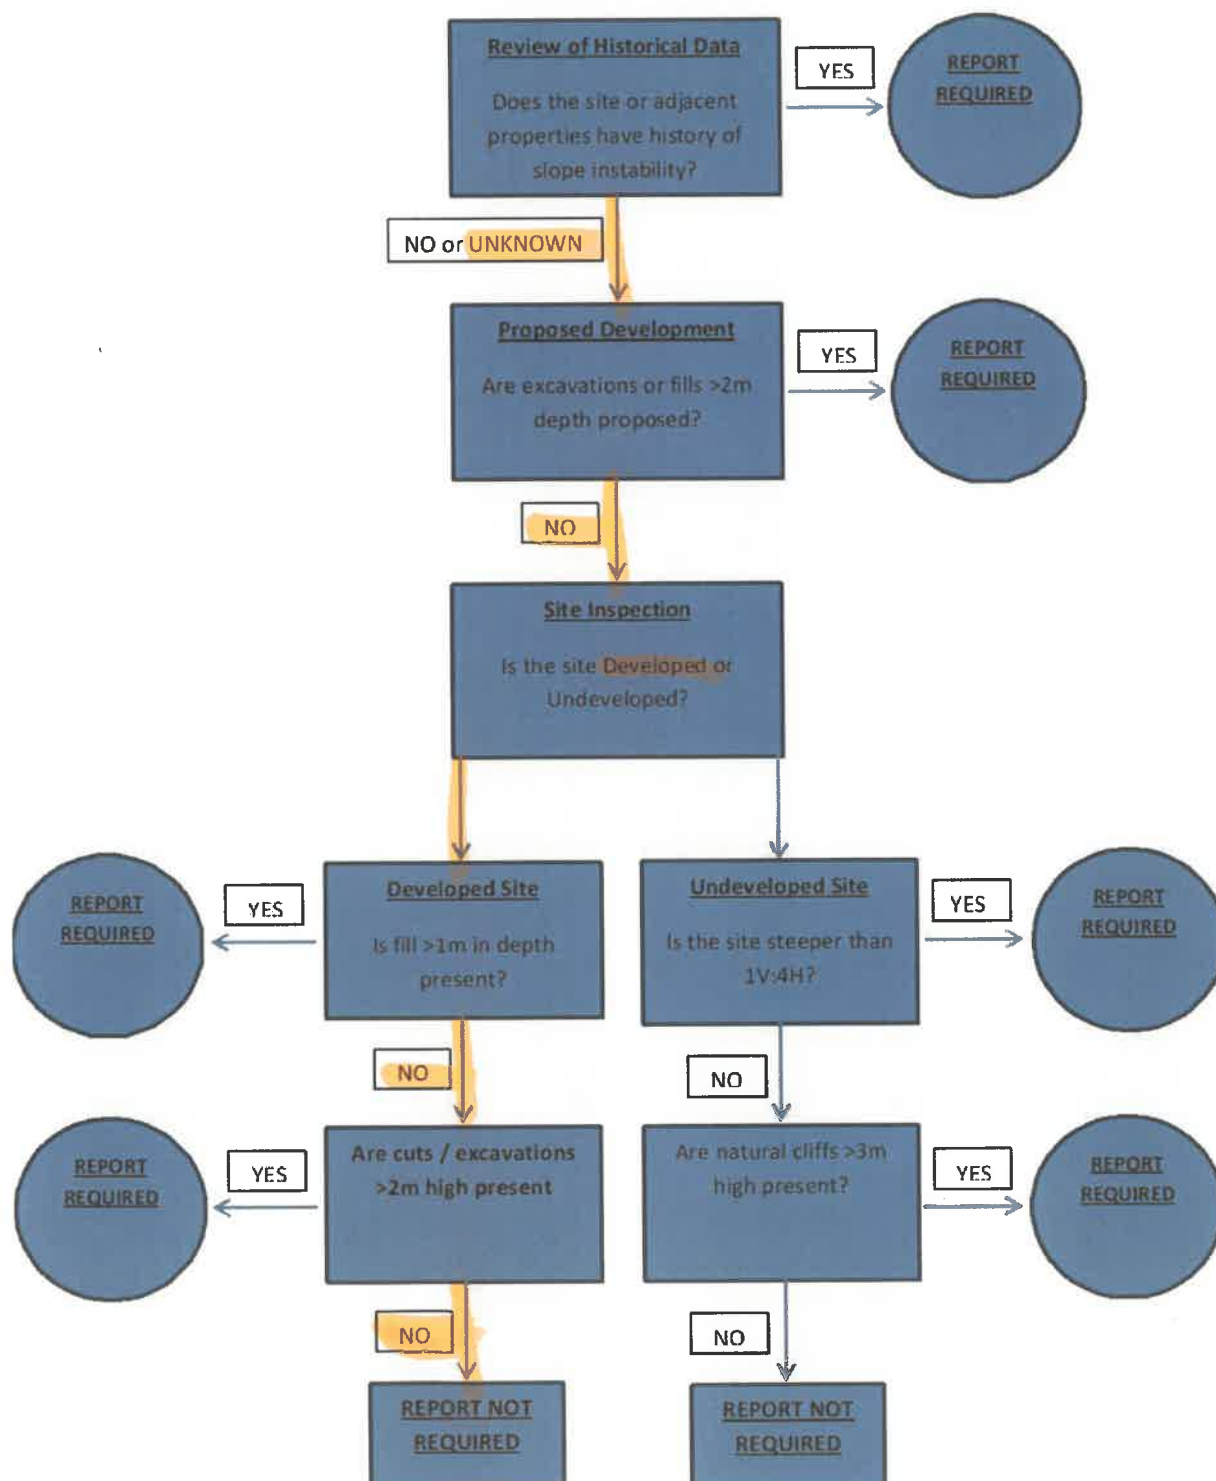 Review of Historical Data
Does the site or adjacent
properties have history of
slope instability?
YES
REPORT
REQUIRED
NO or UNKNOWN
Proposed Development
Are excavations or fills >2m
depth proposed?
YES
REPORT
REQUIRED
NO
Site Inspection
Is the site Developed or
Undeveloped?
REPORT
REQUIRED
YES
Developed Site
Is fill >1m in depth
present?
Undeveloped Site
Is the site steeper than
1V:4H?
YES
REPORT
REQUIRED
NO
NO
REPORT
REQUIRED
YES
Are cuts / excavations
>2m high present
Are natural cliffs >3m
high present?
YES
REPORT
REQUIRED
NO
NO
REPORT NOT
REQUIRED
REPORT NOT
REQUIRED